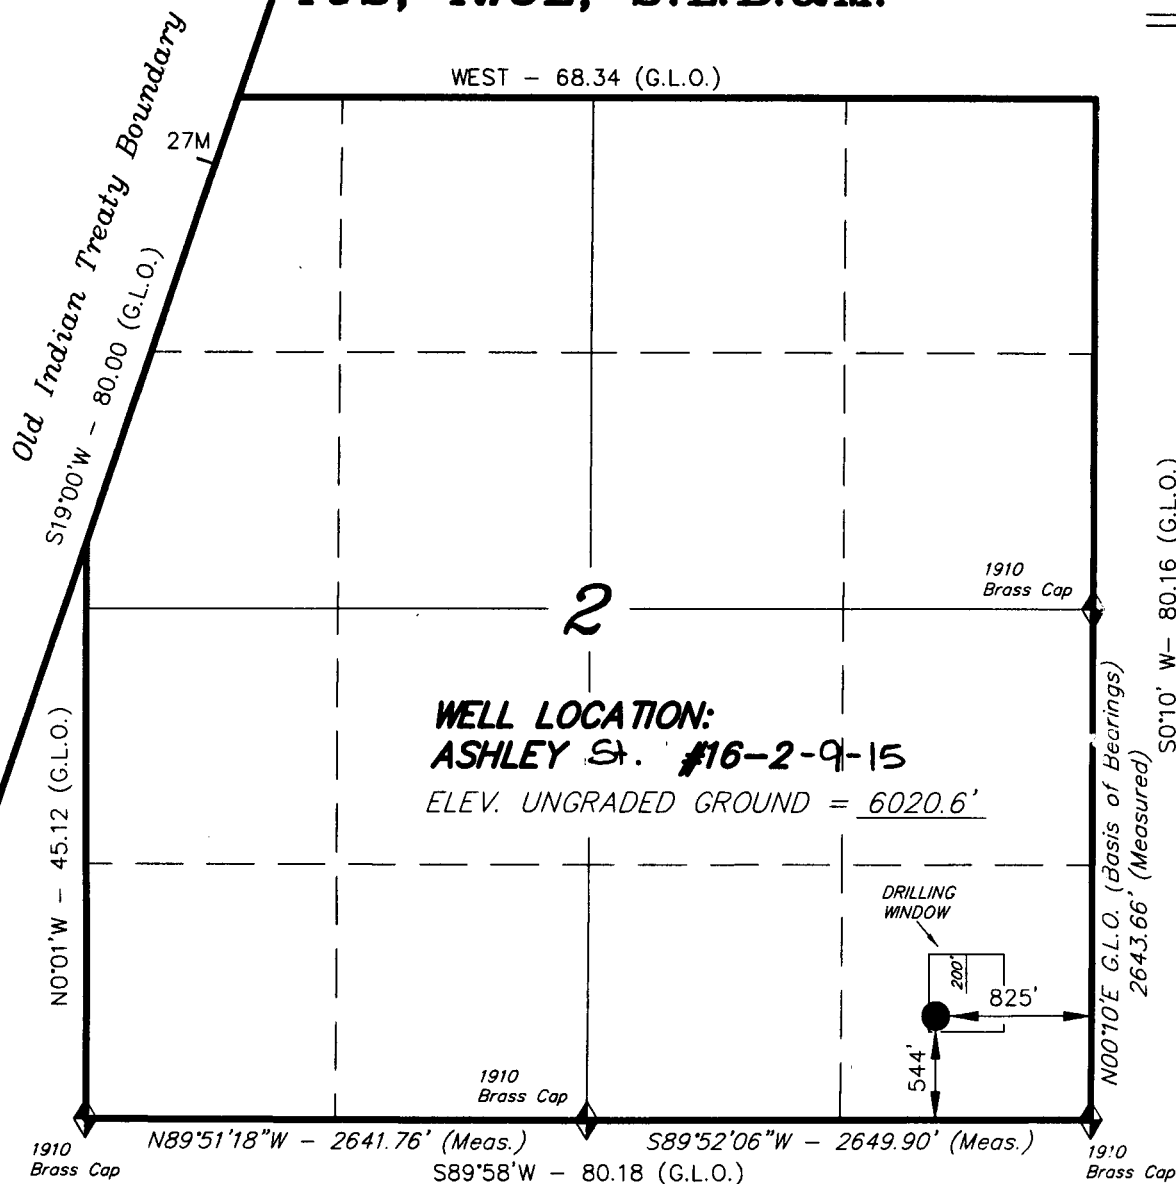 WEST - 68.34 (G.L.O.)
Old Indian Treaty Boundary
27M
S19°00'W - 80.00 (G.L.O.)
1910
Brass Cap
2
S0°10' W- 80.16 (G.L.O.)
WELL LOCATION:
ASHLEY St. #16-2-9-15
ELEV. UNGRADED GROUND = 6020.6'
N0°01'W - 45.12 (G.L.O.)
N00°10'E G.L.O. (Basis of Bearings)
2643.66' (Measured)
DRILLING
WINDOW
200'
825'
544'
1910
Brass Cap
1910
Brass Cap
N89°51'18"W - 2641.76' (Meas.)
S89°52'06"W - 2649.90' (Meas.)
1910
Brass Cap
S89°58'W - 80.18 (G.L.O.)